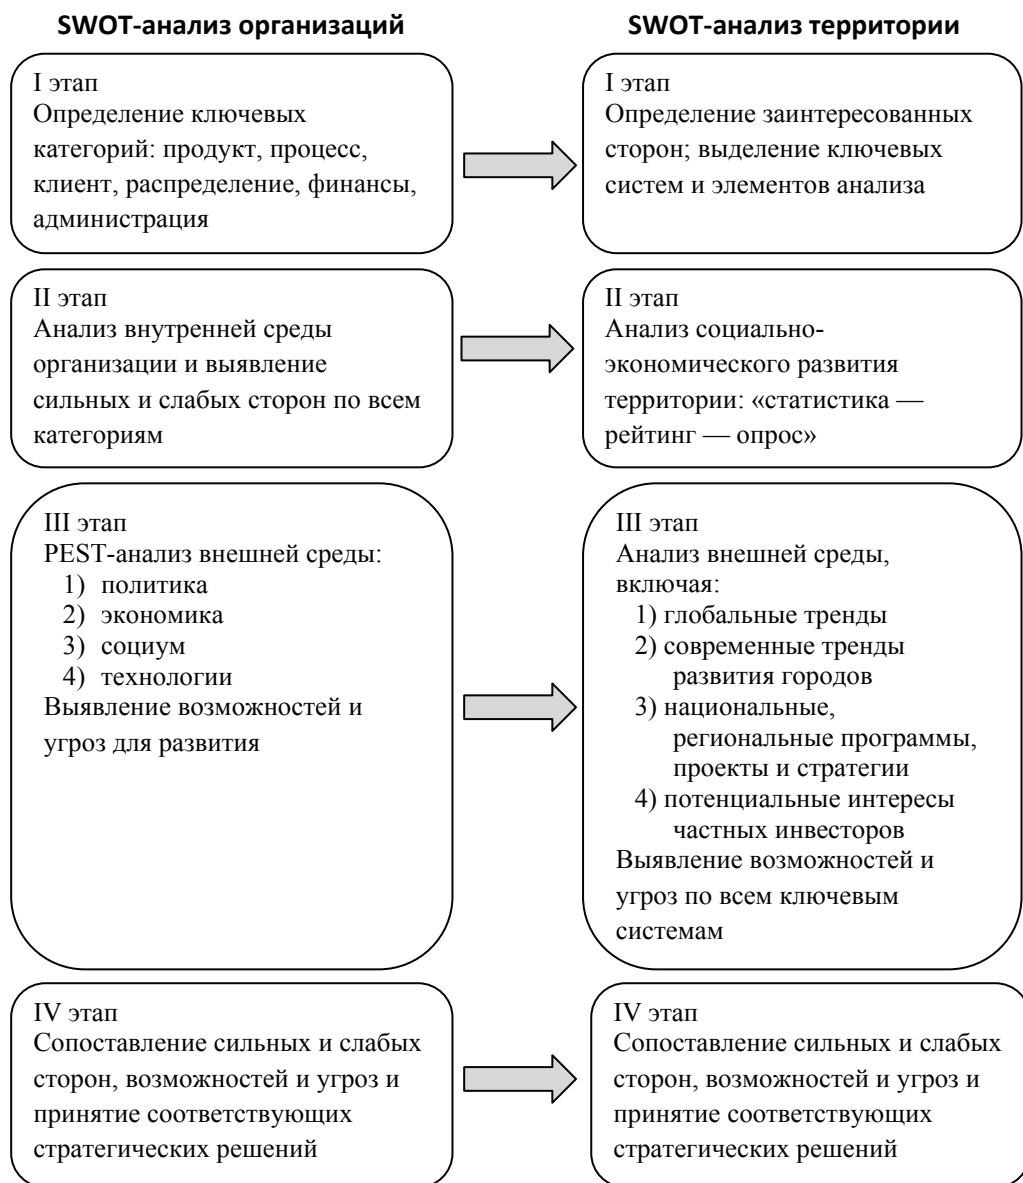 SWOT-анализ организаций
SWOT-анализ территории
I этап
Определение ключевых
категорий: продукт, процесс,
клиент, распределение, финансы,
администрация
I этап
Определение заинтересованных
сторон; выделение ключевых
систем и элементов анализа
II этап
Анализ внутренней среды
организации и выявление
сильных и слабых сторон по всем
категориям
II этап
Анализ социально-
экономического развития
территории: «статистика —
рейтинг — опрос»
III этап
PEST-анализ внешней среды:
1) политика
2) экономика
3) социум
4) технологии
Выявление возможностей и
угроз для развития
III этап
Анализ внешней среды,
включая:
1) глобальные тренды
2) современные тренды
развития городов
3) национальные,
региональные программы,
проекты и стратегии
4) потенциальные интересы
частных инвесторов
Выявление возможностей и
угроз по всем ключевым
системам
IV этап
Сопоставление сильных и слабых
сторон, возможностей и угроз и
принятие соответствующих
стратегических решений
IV этап
Сопоставление сильных и слабых
сторон, возможностей и угроз и
принятие соответствующих
стратегических решений